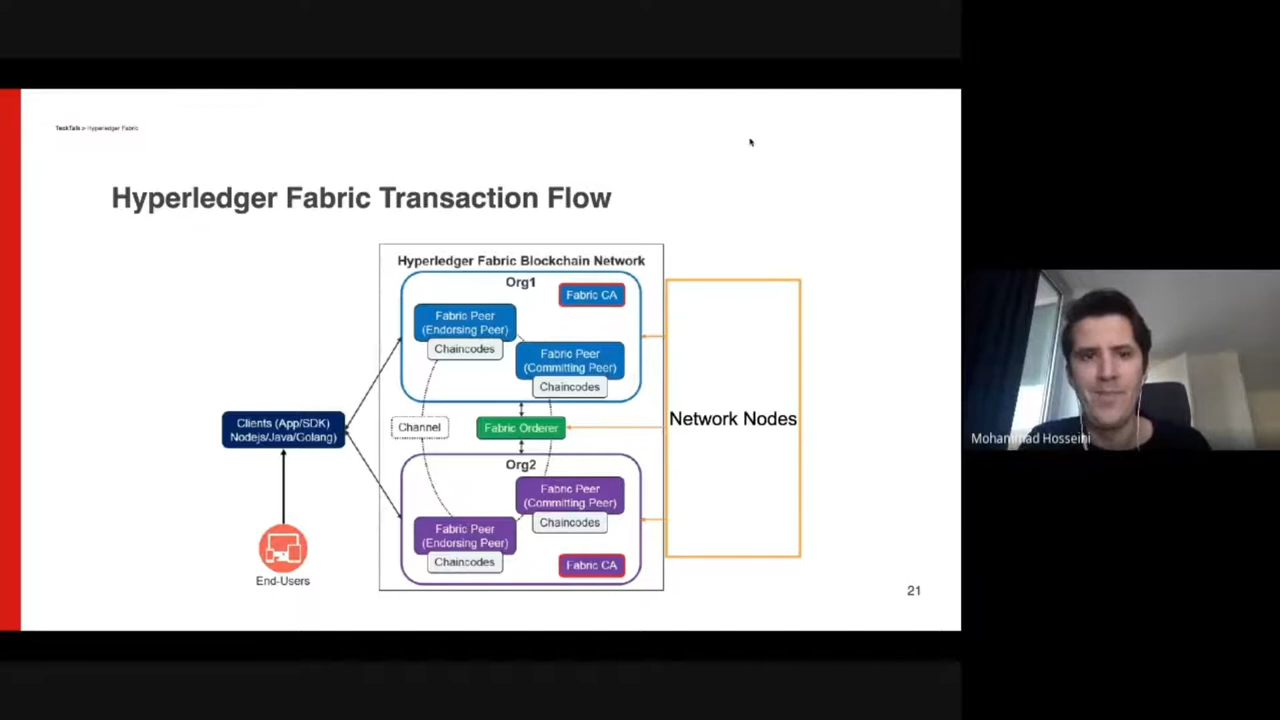 TeckTalk > Hyperledger Fabric
Hyperledger Fabric Transaction Flow
Hyperledger Fabric Blockchain Network
Org1
Fabric CA
Fabric Peer
(Endorsing Peer)
Chaincodes
Fabric Peer
(Committing Peer)
Chaincodes
Clients (App/SDK)
Nodejs/Java/Golang)
Channel
Fabric Orderer
Network Nodes
Mohammad Hosseini
Org2
Fabric Peer
(Committing Peer)
Chaincodes
Fabric Peer
(Endorsing Peer)
Chaincodes
Fabric CA
End-Users
21